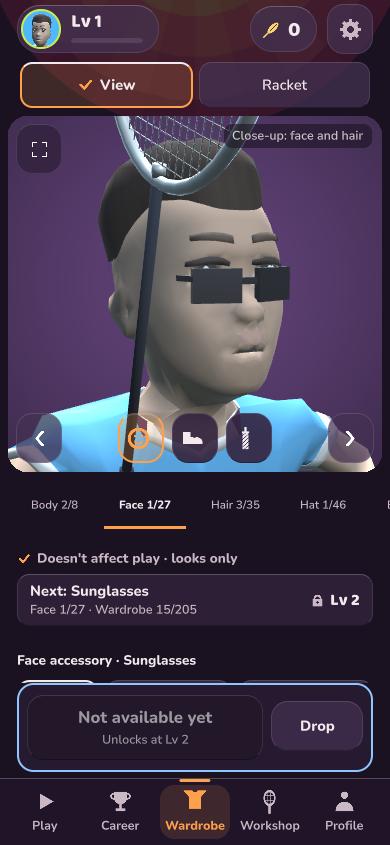 Lv 1
0
View
Racket
Close-up: face and hair
Body 2/8
Face 1/27
Hair 3/35
Hat 1/46
Doesn't affect play · looks only
Next: Sunglasses
Face 1/27 · Wardrobe 15/205
Lv 2
Face accessory · Sunglasses
Not available yet
Unlocks at Lv 2
Drop
Play
Career
Wardrobe
Workshop
Profile